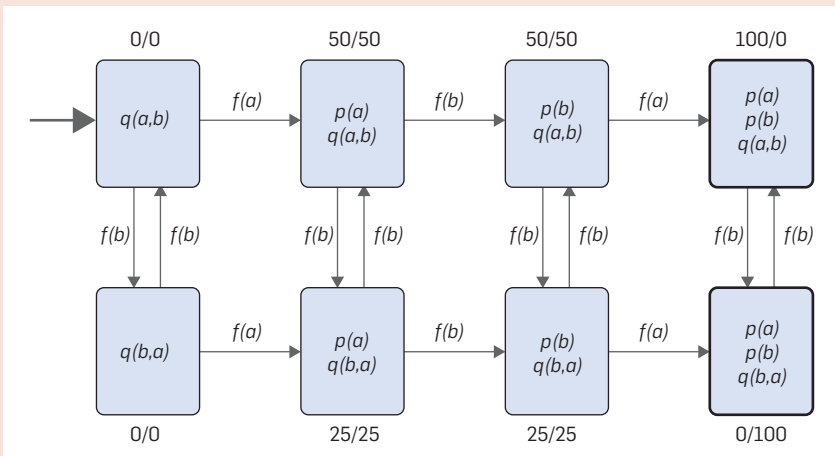 0/0 50/50 50/50 100/0
q(a,b)
f(a)
p(a)
q(a,b)
f(b)
p(b)
q(a,b)
f(a)
p(a)
p(b)
q(a,b)
f(b) f(b) f(b) f(b) f(b) f(b) f(b) f(b)
q(b,a)
f(a)
p(a)
q(b,a)
f(b)
p(b)
q(b,a)
f(a)
p(a)
p(b)
q(b,a)
0/0 25/25 25/25 0/100